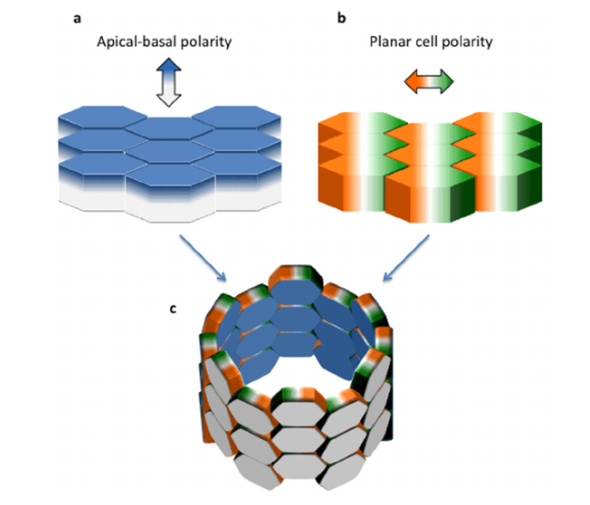 a
Apical-basal polarity
b
Planar cell polarity
c